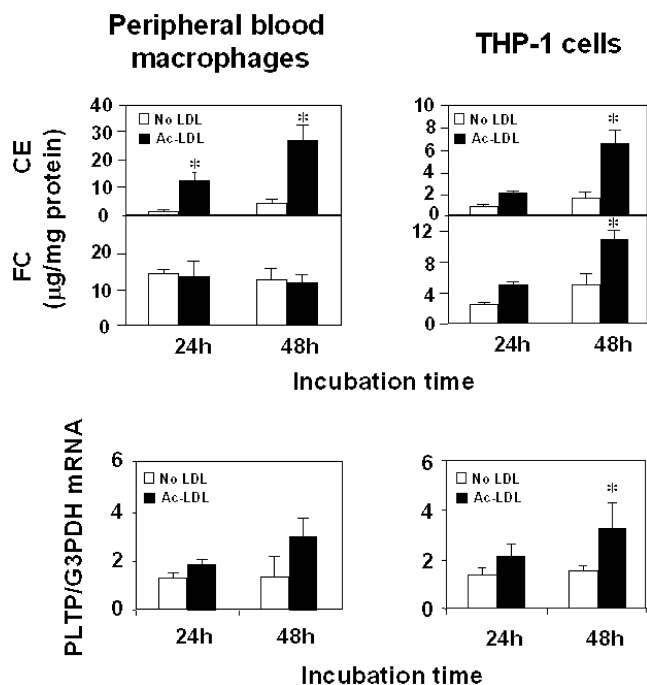 Peripheral blood
macrophages
THP-1 cells
CE
FC
(µg/mg protein)
40
30
20
10
0
No LDL
Ac-LDL
*
*
20
10
0
24h
48h
10
8
6
4
2
0
No LDL
Ac-LDL
*
12
8
4
0
*
24h
48h
Incubation time
PLTP/G3PDH mRNA
6
4
2
0
No LDL
Ac-LDL
24h
48h
6
4
2
0
No LDL
Ac-LDL
*
24h
48h
Incubation time